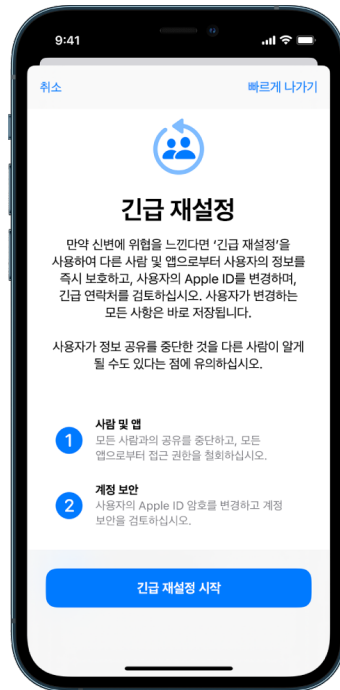 9:41
취소
빠르게 나가기
긴급 재설정
만약 신변에 위협을 느낀다면 ‘긴급 재설정’을
사용하여 다른 사람 및 앱으로부터 사용자의 정보를
즉시 보호하고, 사용자의 Apple ID를 변경하며,
긴급 연락처를 검토하십시오. 사용자가 변경하는
모든 사항은 바로 저장됩니다.
사용자가 정보 공유를 중단한 것을 다른 사람이 알게
될 수도 있다는 점에 유의하십시오.
1
사람 및 앱
모든 사람과의 공유를 중단하고, 모든
앱으로부터 접근 권한을 철회하십시오.
2
계정 보안
사용자의 Apple ID 암호를 변경하고 계정
보안을 검토하십시오.
긴급 재설정 시작